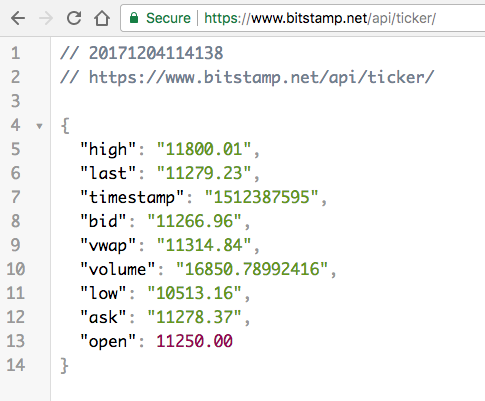 Secure https://www.bitstamp.net/api/ticker/
1 // 20171204114138
2 // https://www.bitstamp.net/api/ticker/
3
4 {
5 "high": "11800.01",
6 "last": "11279.23",
7 "timestamp": "1512387595",
8 "bid": "11266.96",
9 "vwap": "11314.84",
10 "volume": "16850.78992416",
11 "low": "10513.16",
12 "ask": "11278.37",
13 "open": 11250.00
14 }